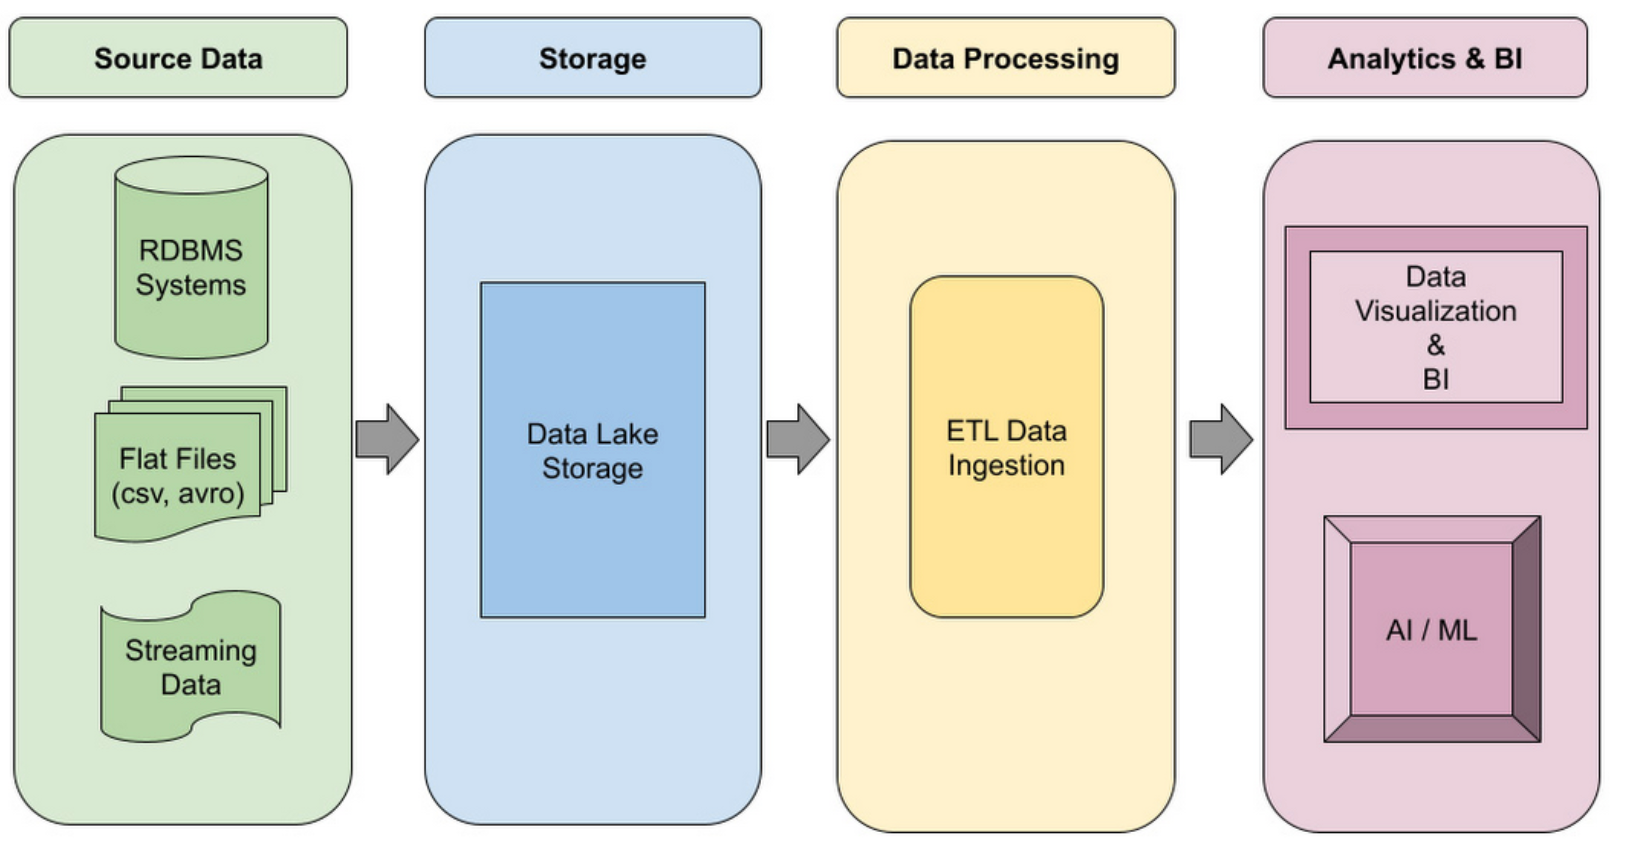 Source Data
Storage
Data Processing
Analytics & BI
RDBMS
Systems
Flat Files
(csv, avro)
Streaming
Data
Data Lake
Storage
ETL Data
Ingestion
Data
Visualization
&
BI
AI / ML